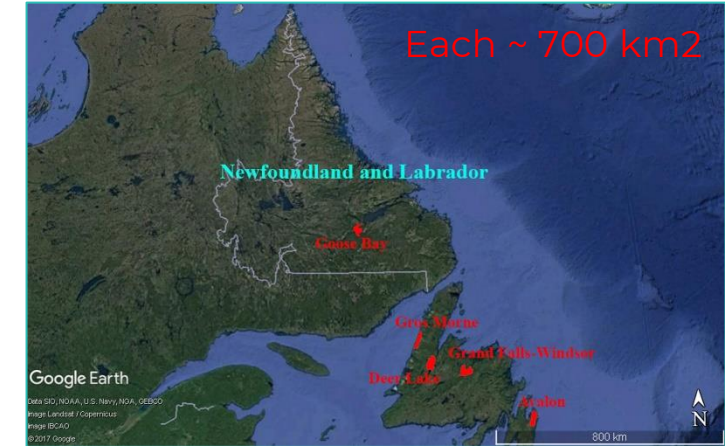 Each ~ 700 km2
Newfoundland and Labrador
Goose Bay
Gros Morne
Grand Falls-Windsor
Deer Lake
Avalon
Google Earth
Data SIO, NOAA, U.S. Navy, NGA, GEBCO
Image Landsat / Copernicus
Image IBCAO
© 2017 Google
N
800 km